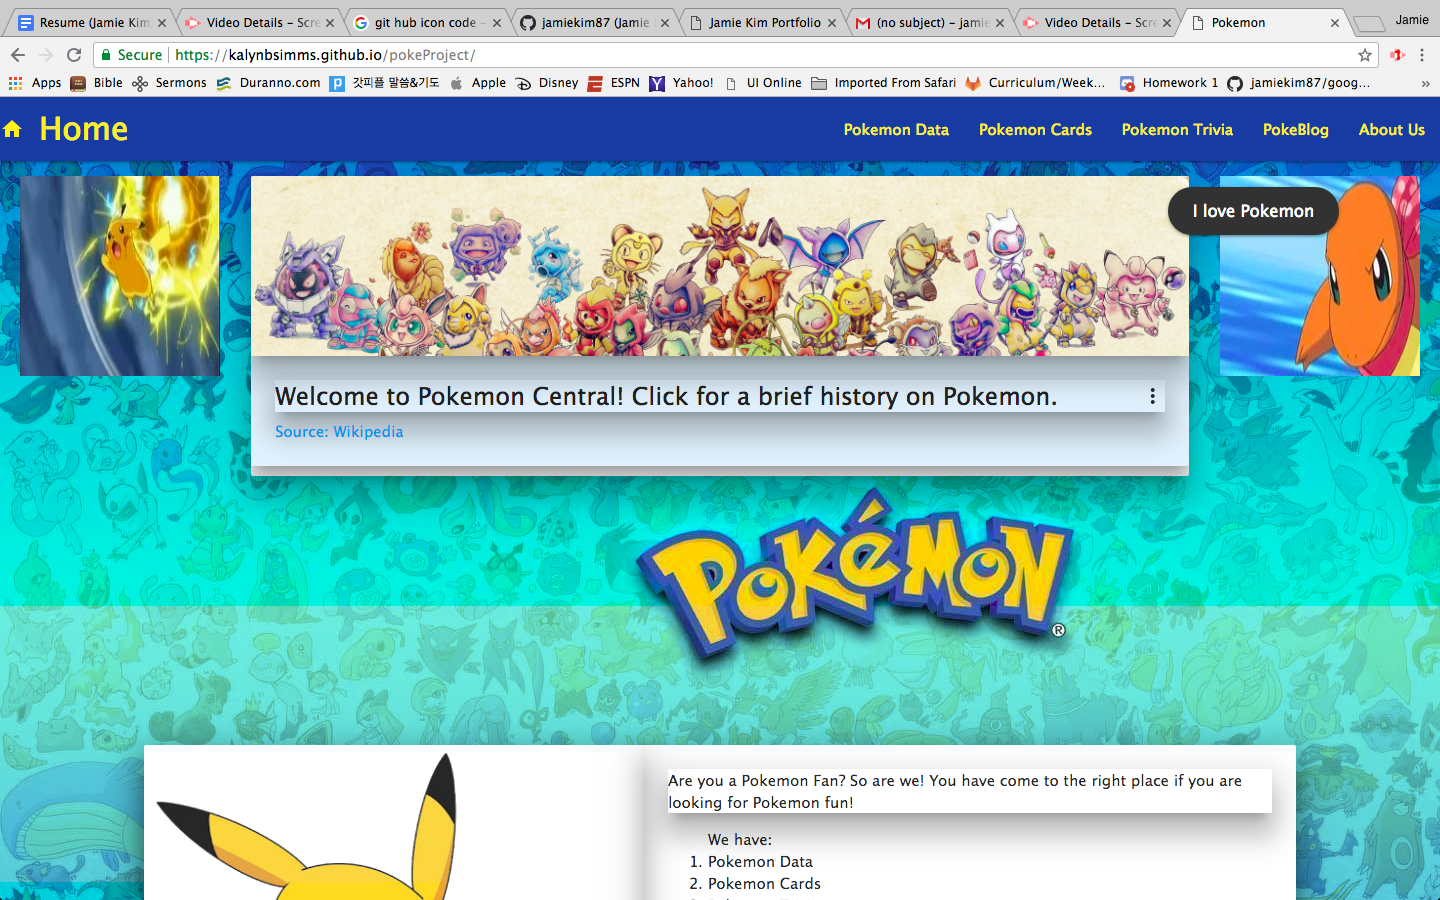 Resume (Jamie Kim
Video Details – Scre
git hub icon code –
jamiekim87 (Jamie
Jamie Kim Portfolio
(no subject) – jamie
Video Details – Scre
Pokemon
Jamie
Secure
https://kalynbsimms.github.io/pokeProject/
Apps
Bible
Sermons
Duranno.com
갓피플 말씀&기도
Apple
Disney
ESPN
Yahoo!
UI Online
Imported From Safari
Curriculum/Week...
Homework 1
jamiekim87/goog...
»
Home
Pokemon Data
Pokemon Cards
Pokemon Trivia
PokeBlog
About Us
I love Pokemon
Welcome to Pokemon Central! Click for a brief history on Pokemon.
Source: Wikipedia
POKéMON
®
Are you a Pokemon Fan? So are we! You have come to the right place if you are
looking for Pokemon fun!
We have:
1. Pokemon Data
2. Pokemon Cards